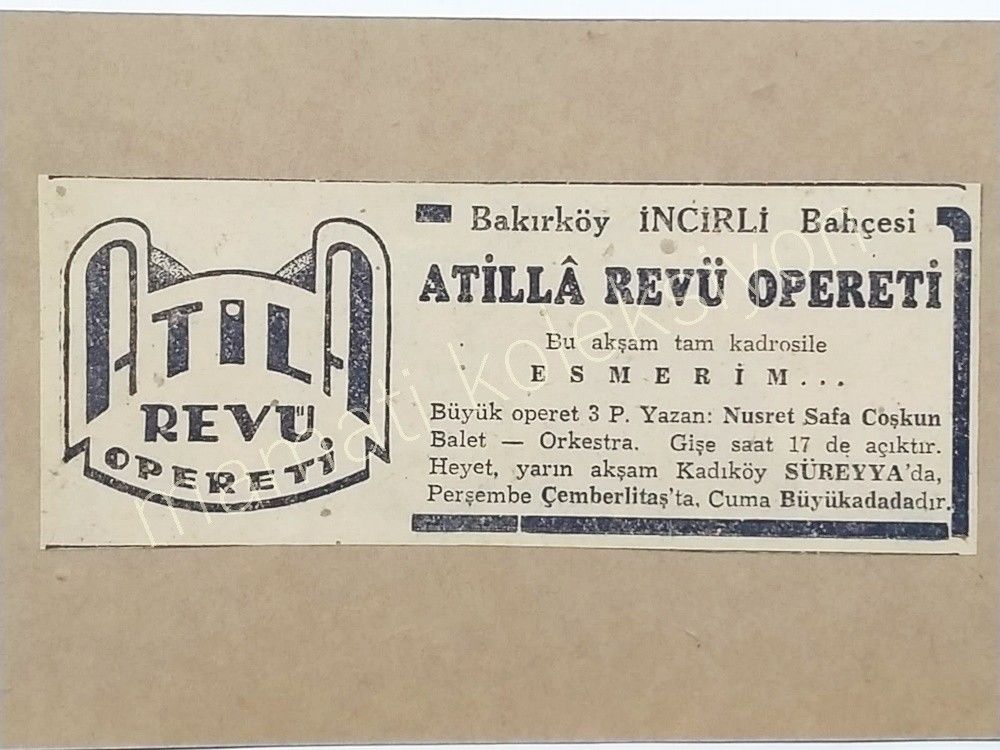 ATİLA
REVÜ
OPERETİ
Bakırköy İNCİRLİ Bahçesi
ATİLLÂ REVÜ OPERETİ
Bu akşam tam kadrosile
ESMERİM...
Büyük operet 3 P. Yazan: Nusret Safa Coşkun
Balet — Orkestra. Gişe saat 17 de açıktır.
Heyet, yarın akşam Kadıköy SÜREYYA'da,
Perşembe Çemberlitaş'ta, Cuma Büyükadadadır.
mamati koleksiyon